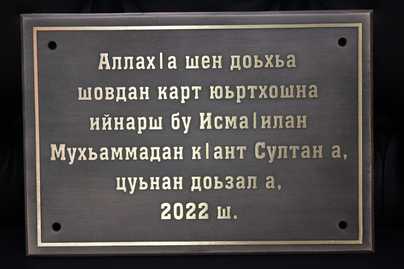 Аллахӏа шен доьхьа
шовдан карт юьртхошна
ийнарш бу Исмаӏилан
Мухьаммадан кӏант Султан а,
цуьнан доьзал а,
2022 ш.